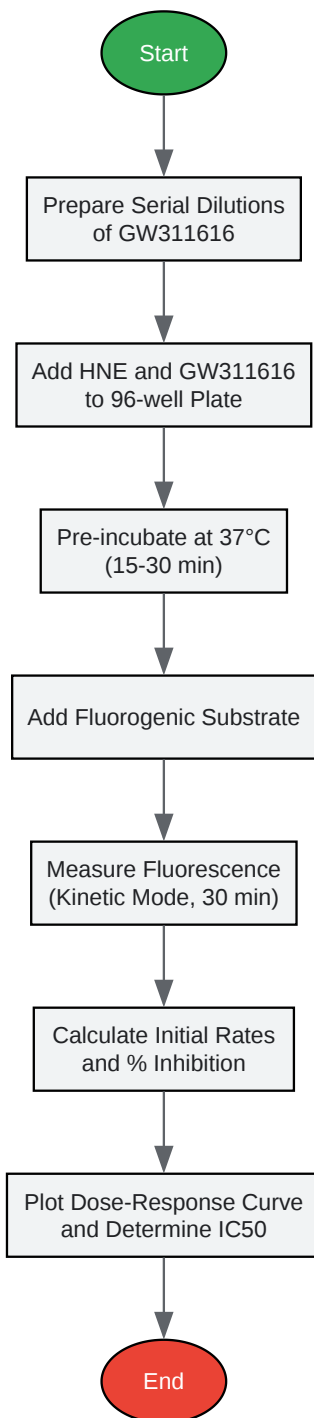 Start
Prepare Serial Dilutions
of GW311616
Add HNE and GW311616
to 96-well Plate
Pre-incubate at 37°C
(15-30 min)
Add Fluorogenic Substrate
Measure Fluorescence
(Kinetic Mode, 30 min)
Calculate Initial Rates
and % Inhibition
Plot Dose-Response Curve
and Determine IC50
End